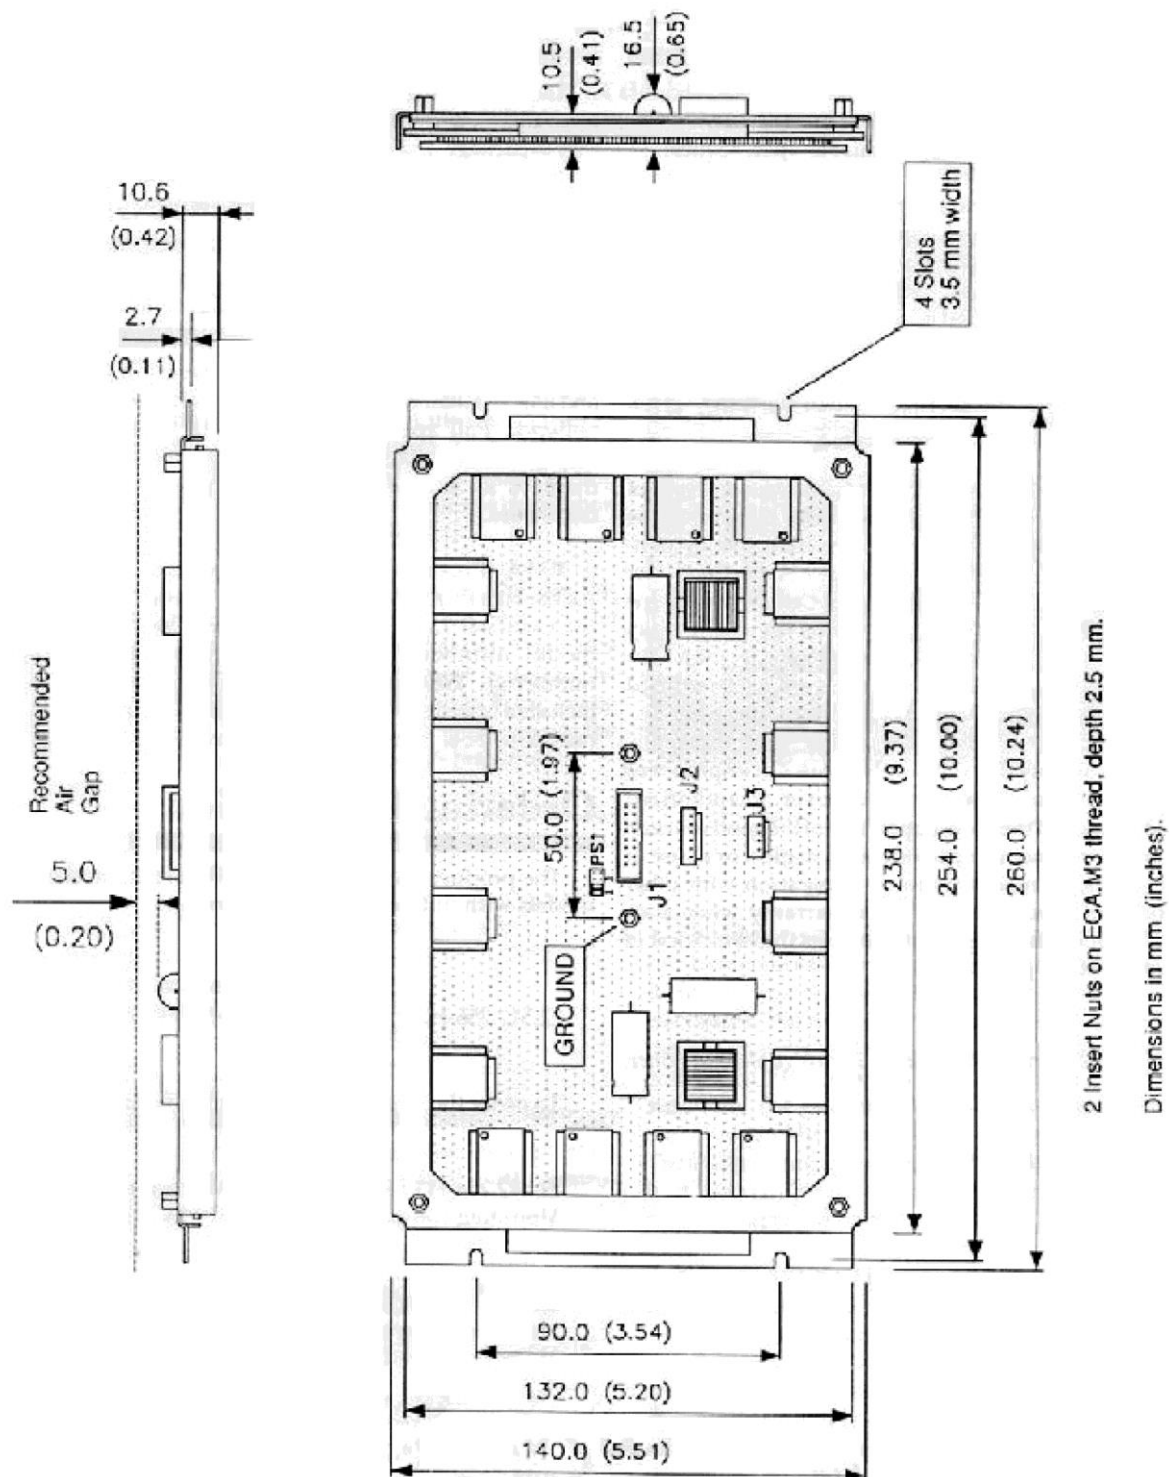 10.5
(0.41)
16.5
(0.65)
10.6
(0.42)
2.7
(0.11)
4 Slots
3.5 mm width
Recommended
Air
Gap
5.0
(0.20)
50.0 (1.97)
PS1
J1
J2
J3
GROUND
238.0 (9.37)
254.0 (10.00)
260.0 (10.24)
90.0 (3.54)
132.0 (5.20)
140.0 (5.51)
2 Insert Nuts on ECA.M3 thread, depth 2.5 mm.
Dimensions in mm (inches).